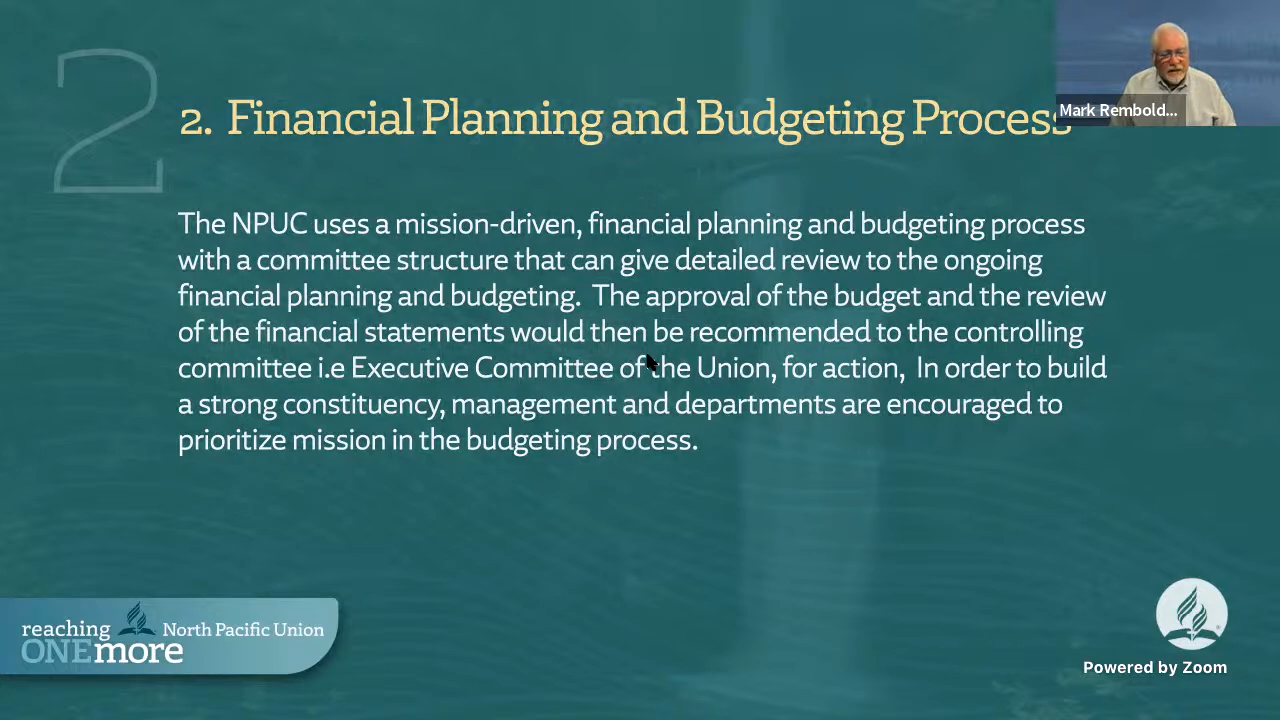 2
2. Financial Planning and Budgeting Process
Mark Rembold...
The NPUC uses a mission-driven, financial planning and budgeting process
with a committee structure that can give detailed review to the ongoing
financial planning and budgeting.  The approval of the budget and the review
of the financial statements would then be recommended to the controlling
committee i.e Executive Committee of the Union, for action,  In order to build
a strong constituency, management and departments are encouraged to
prioritize mission in the budgeting process.
reaching North Pacific Union
ONEmore
Powered by Zoom